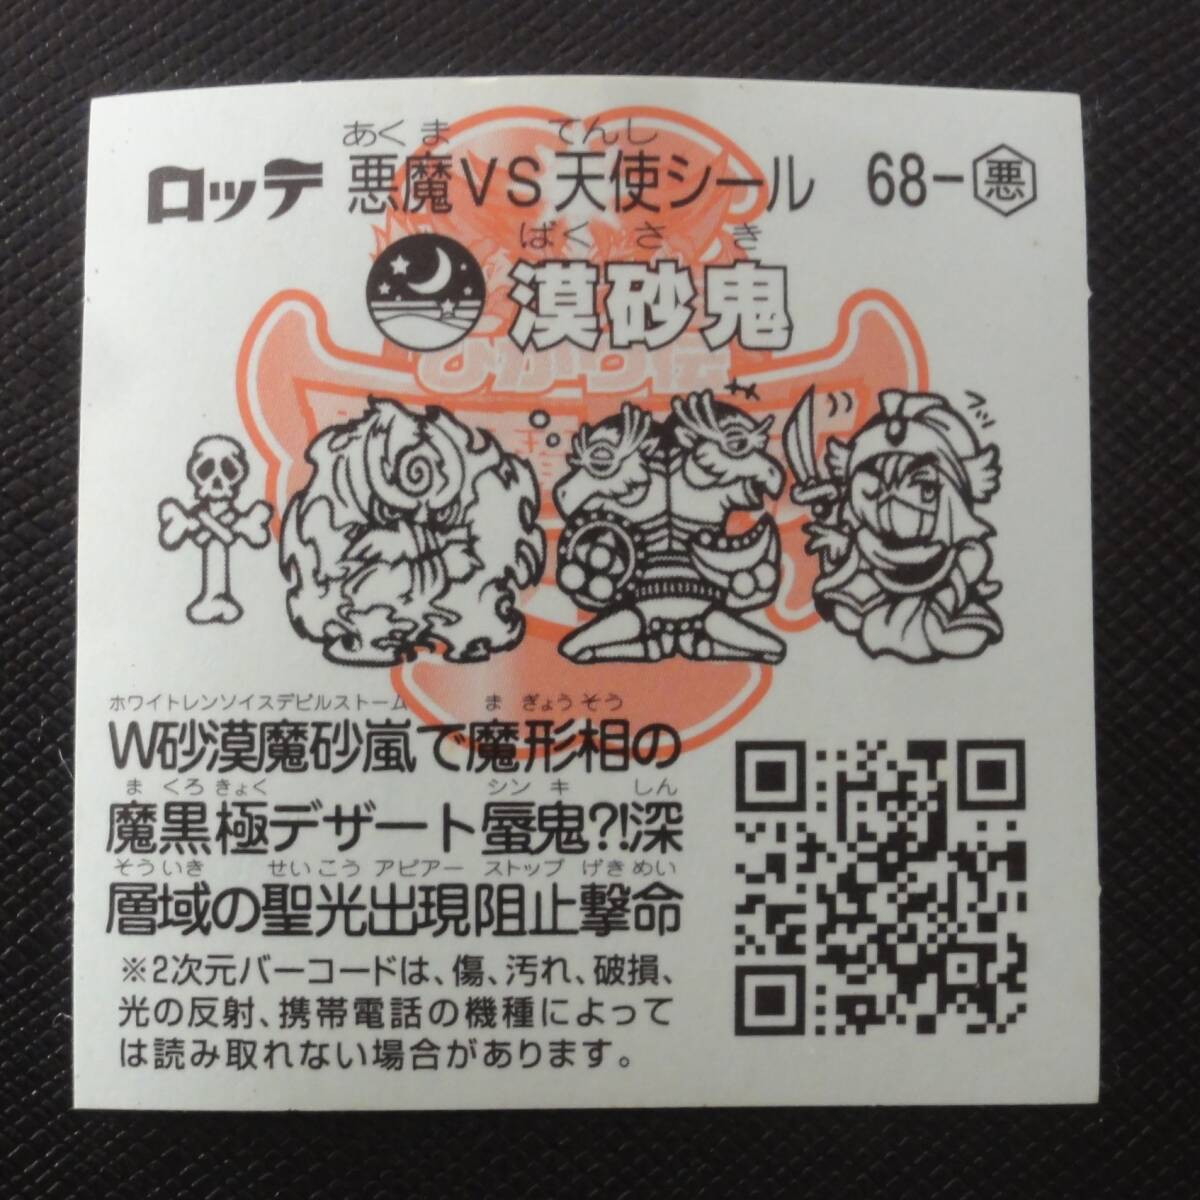 あくま てんし
ロッテ 悪魔VS天使シール 68-悪
ばくさき
漠砂鬼
ひかり伝
ホワイトレンソイスデビルストーム ま ぎょうそう
W砂漠魔砂嵐で魔形相の
ま くろ きょく シン キ しん
魔黒極デザート蜃鬼?!深
そういき せいこう アピアー ストップ げきめい
層域の聖光出現阻止撃命
※2次元バーコードは、傷、汚れ、破損、
光の反射、携帯電話の機種によって
は読み取れない場合があります。